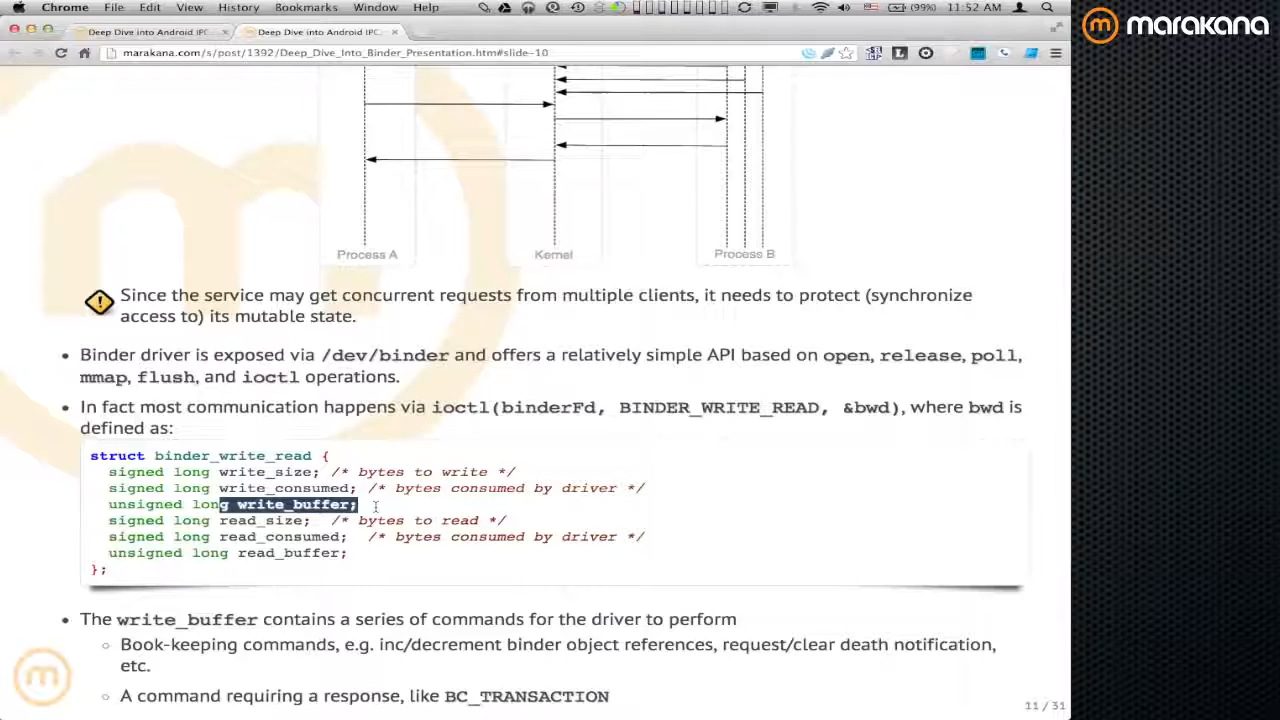 Chrome File Edit View History Bookmarks Window Help (99%) 11:52 AM
marakana
Deep Dive into Android IPC Deep Dive into Android IPC
marakana.com/s/post/1392/Deep_Dive_Into_Binder_Presentation.htm#slide-10
Process A Kernel Process B
Since the service may get concurrent requests from multiple clients, it needs to protect (synchronize
access to) its mutable state.
• Binder driver is exposed via /dev/binder and offers a relatively simple API based on open, release, poll,
mmap, flush, and ioctl operations.
• In fact most communication happens via ioctl(binderFd, BINDER_WRITE_READ, &bwd), where bwd is
defined as:
struct binder_write_read {
signed long write_size; /* bytes to write */
signed long write_consumed; /* bytes consumed by driver */
unsigned long write_buffer;
signed long read_size; /* bytes to read */
signed long read_consumed; /* bytes consumed by driver */
unsigned long read_buffer;
};
• The write_buffer contains a series of commands for the driver to perform
◦ Book-keeping commands, e.g. inc/decrement binder object references, request/clear death notification,
etc.
◦ A command requiring a response, like BC_TRANSACTION
11 / 31